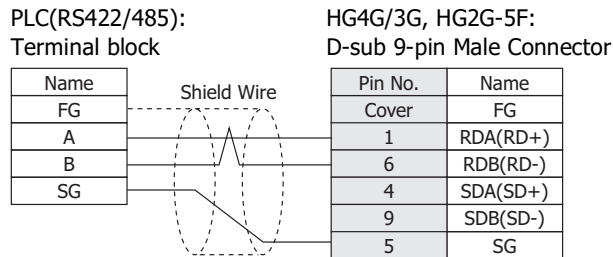 PLC(RS422/485):
Terminal block
HG4G/3G, HG2G-5F:
D-sub 9-pin Male Connector
Name
FG
A
B
SG
Shield Wire
Pin No. Name
Cover FG
1 RDA(RD+)
6 RDB(RD-)
4 SDA(SD+)
9 SDB(SD-)
5 SG